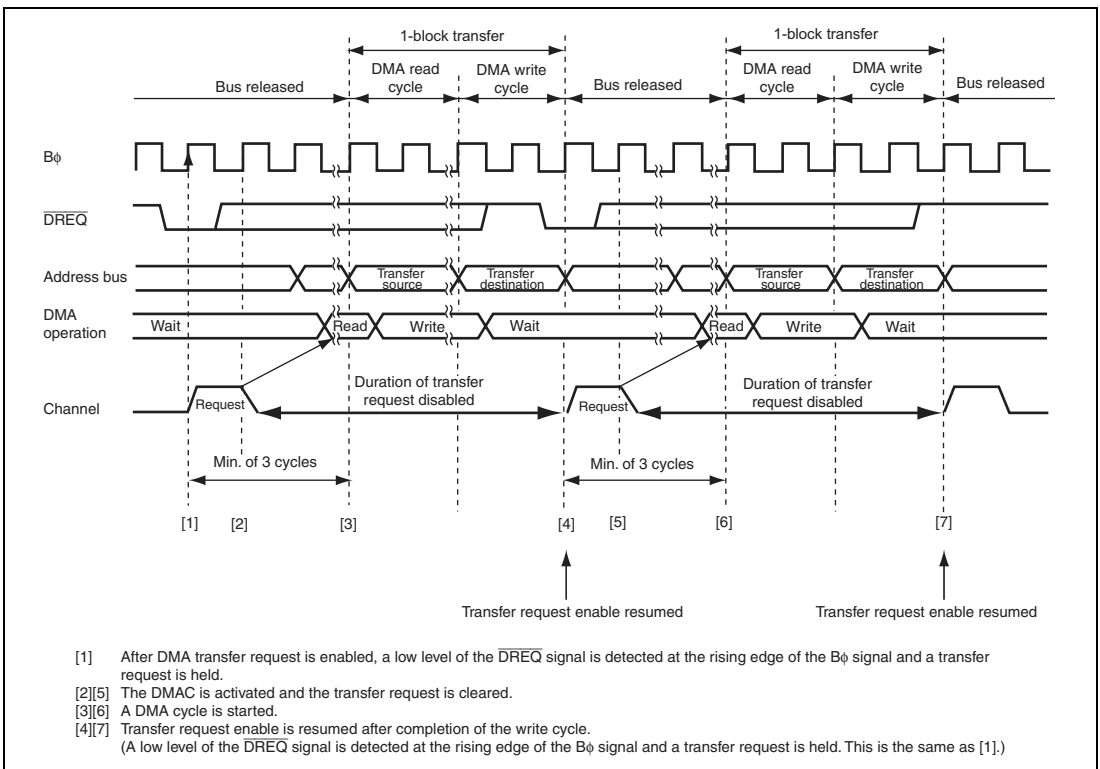 1-block transfer
1-block transfer
Bus released
DMA read cycle
DMA write cycle
Bus released
DMA read cycle
DMA write cycle
Bus released
Bφ
DREQ
Address bus
Transfer source
Transfer destination
Transfer source
Transfer destination
DMA operation
Wait
Read
Write
Wait
Read
Write
Wait
Channel
Request
Duration of transfer request disabled
Request
Duration of transfer request disabled
Min. of 3 cycles
Min. of 3 cycles
[1]
[2]
[3]
[4]
[5]
[6]
[7]
Transfer request enable resumed
Transfer request enable resumed
[1] After DMA transfer request is enabled, a low level of the DREQ signal is detected at the rising edge of the Bφ signal and a transfer
request is held.
[2][5] The DMAC is activated and the transfer request is cleared.
[3][6] A DMA cycle is started.
[4][7] Transfer request enable is resumed after completion of the write cycle.
(A low level of the DREQ signal is detected at the rising edge of the Bφ signal and a transfer request is held. This is the same as [1].)